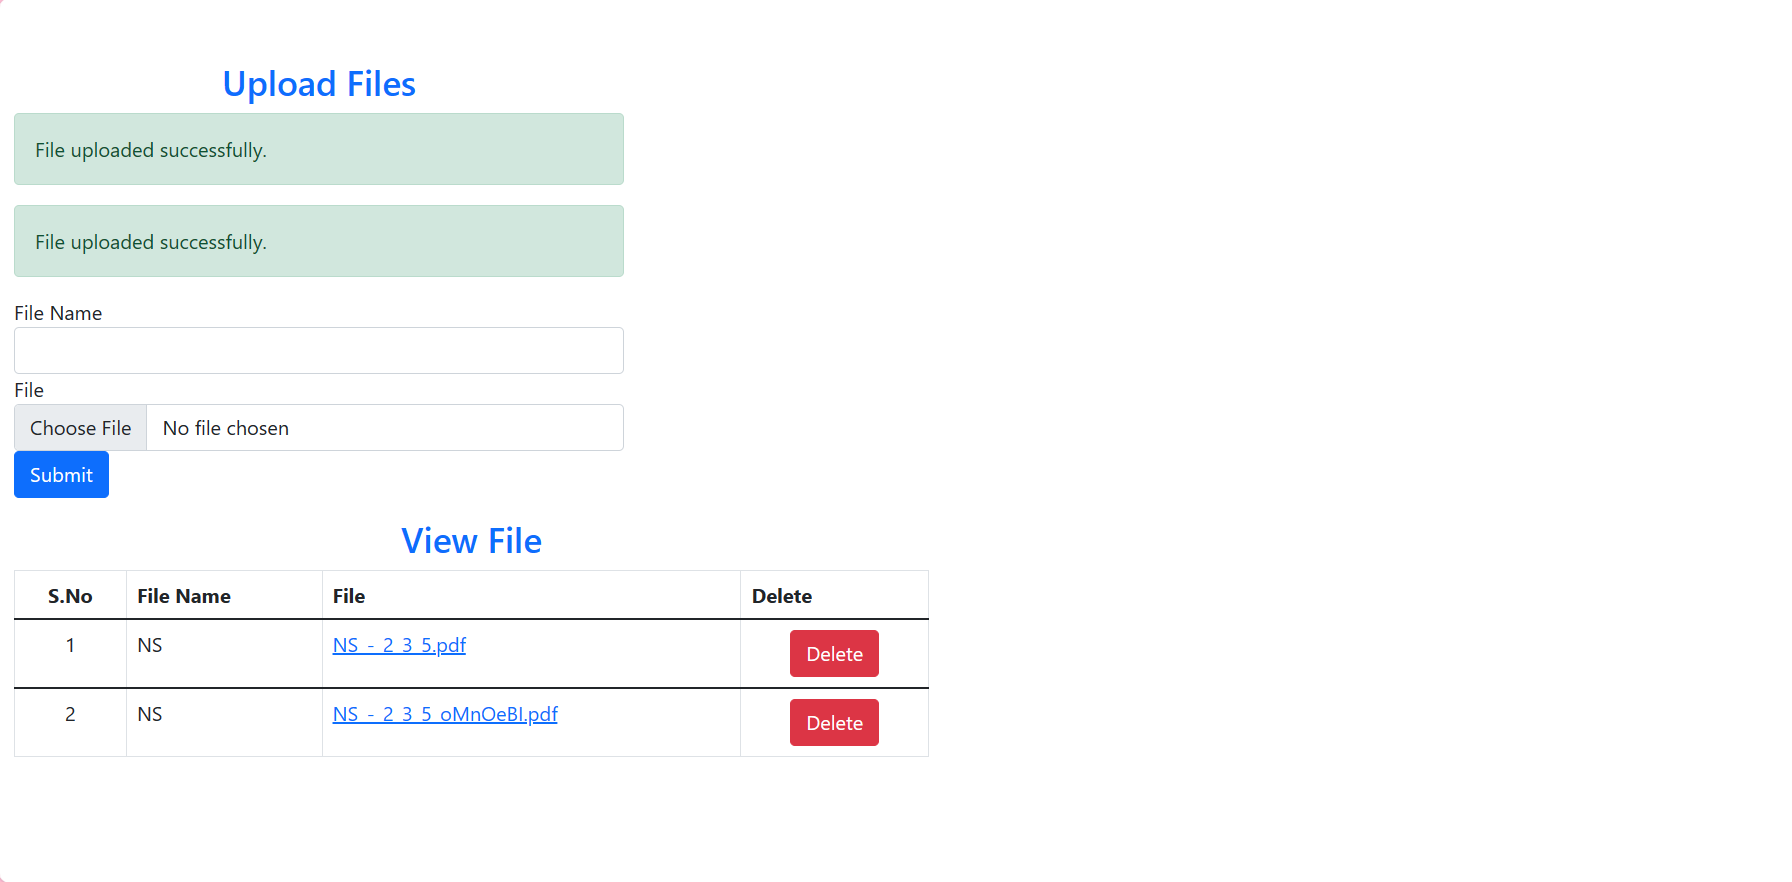 Upload Files
File uploaded successfully.
File uploaded successfully.
File Name
File
Choose File No file chosen
Submit
View File
S.No File Name File Delete
1 NS NS_-_2_3_5.pdf Delete
2 NS NS_-_2_3_5_oMnOeBI.pdf Delete